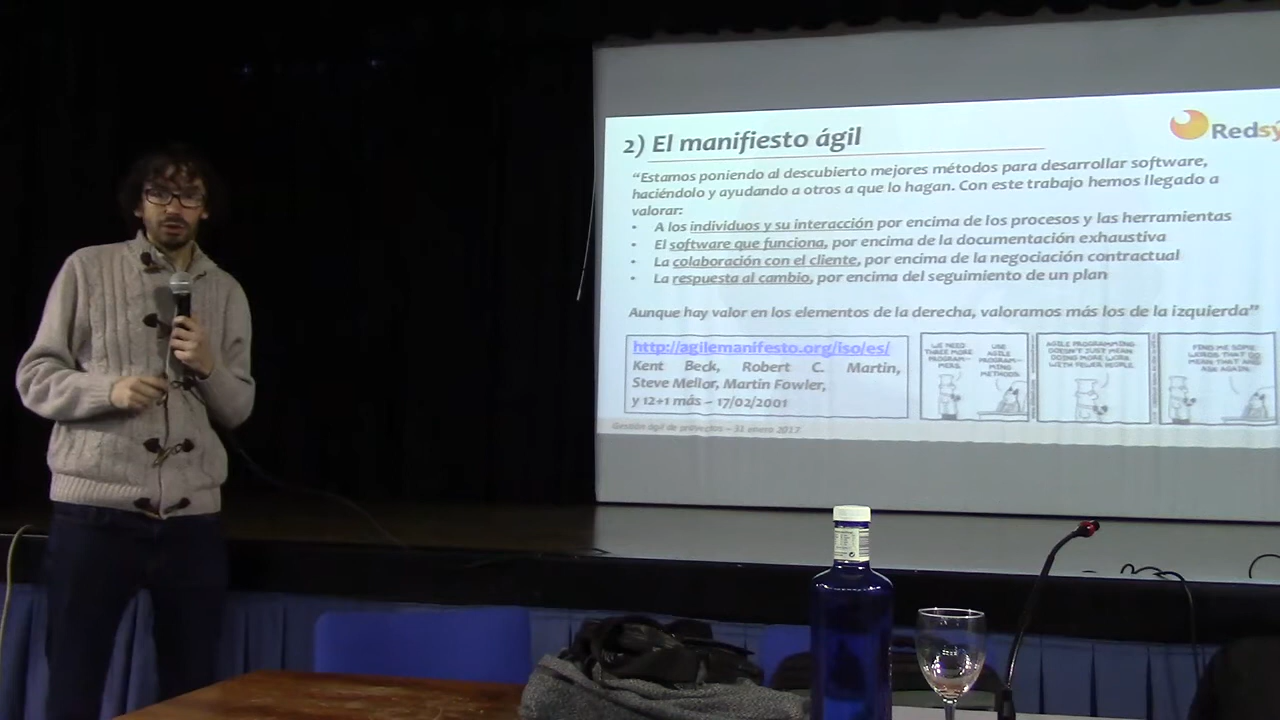 2) El manifiesto ágil
Redsy
“Estamos poniendo al descubierto mejores métodos para desarrollar software,
haciéndolo y ayudando a otros a que lo hagan. Con este trabajo hemos llegado a
valorar:
• A los individuos y su interacción por encima de los procesos y las herramientas
• El software que funciona, por encima de la documentación exhaustiva
• La colaboración con el cliente, por encima de la negociación contractual
• La respuesta al cambio, por encima del seguimiento de un plan
Aunque hay valor en los elementos de la derecha, valoramos más los de la izquierda”
http://agilemanifesto.org/iso/es/
Kent Beck, Robert C. Martin,
Steve Mellor, Martin Fowler,
y 12+1 más – 17/02/2001
WE NEED
THREE MORE
PROGRAM-
MERS.
USE
AGILE
PROGRAM-
MING
METHODS.
AGILE PROGRAMMING
DOESN'T JUST MEAN
DOING MORE WORK
WITH FEWER PEOPLE.
FIND ME SOME
WORDS THAT DO
MEAN THAT AND
ASK AGAIN.
Gestión ágil de proyectos – 31 enero 2017